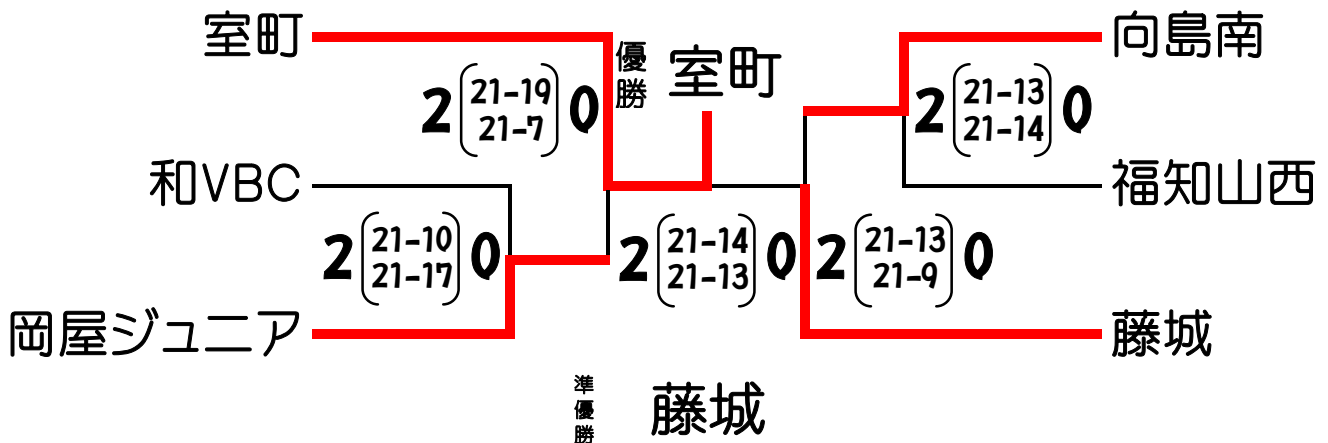 室町
向島南
優勝
室町
2 21-19 0
21-7
2 21-13 0
21-14
和VBC
福知山西
2 21-10 0
21-17
2 21-14 0
21-13
2 21-13 0
21-9
岡屋ジュニア
藤城
準優勝
藤城